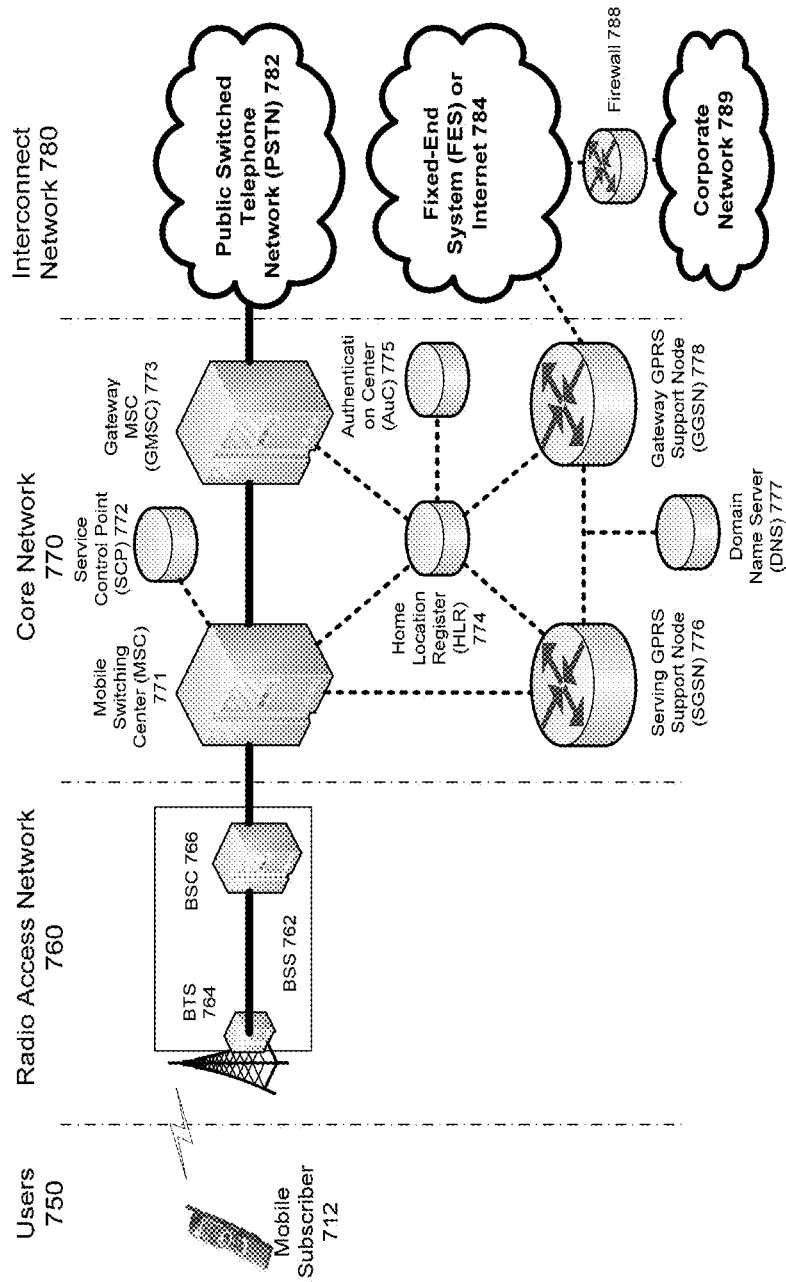 Users
750
Radio Access Network
760
Core Network
770
Interconnect
Network 780
Mobile
Subscriber
712
BTS
764
BSC 766
BSS 762
Mobile
Switching
Center (MSC)
771
Service
Control Point
(SCP) 772
Gateway
MSC
(GMSC) 773
Home
Location
Register
(HLR)
774
Authenticati
on Center
(AuC) 775
Serving GPRS
Support Node
(SGSN) 776
Domain
Name Server
(DNS) 777
Gateway GPRS
Support Node
(GGSN) 778
Public Switched
Telephone
Network (PSTN) 782
Fixed-End
System (FES) or
Internet 784
Firewall 788
Corporate
Network 789